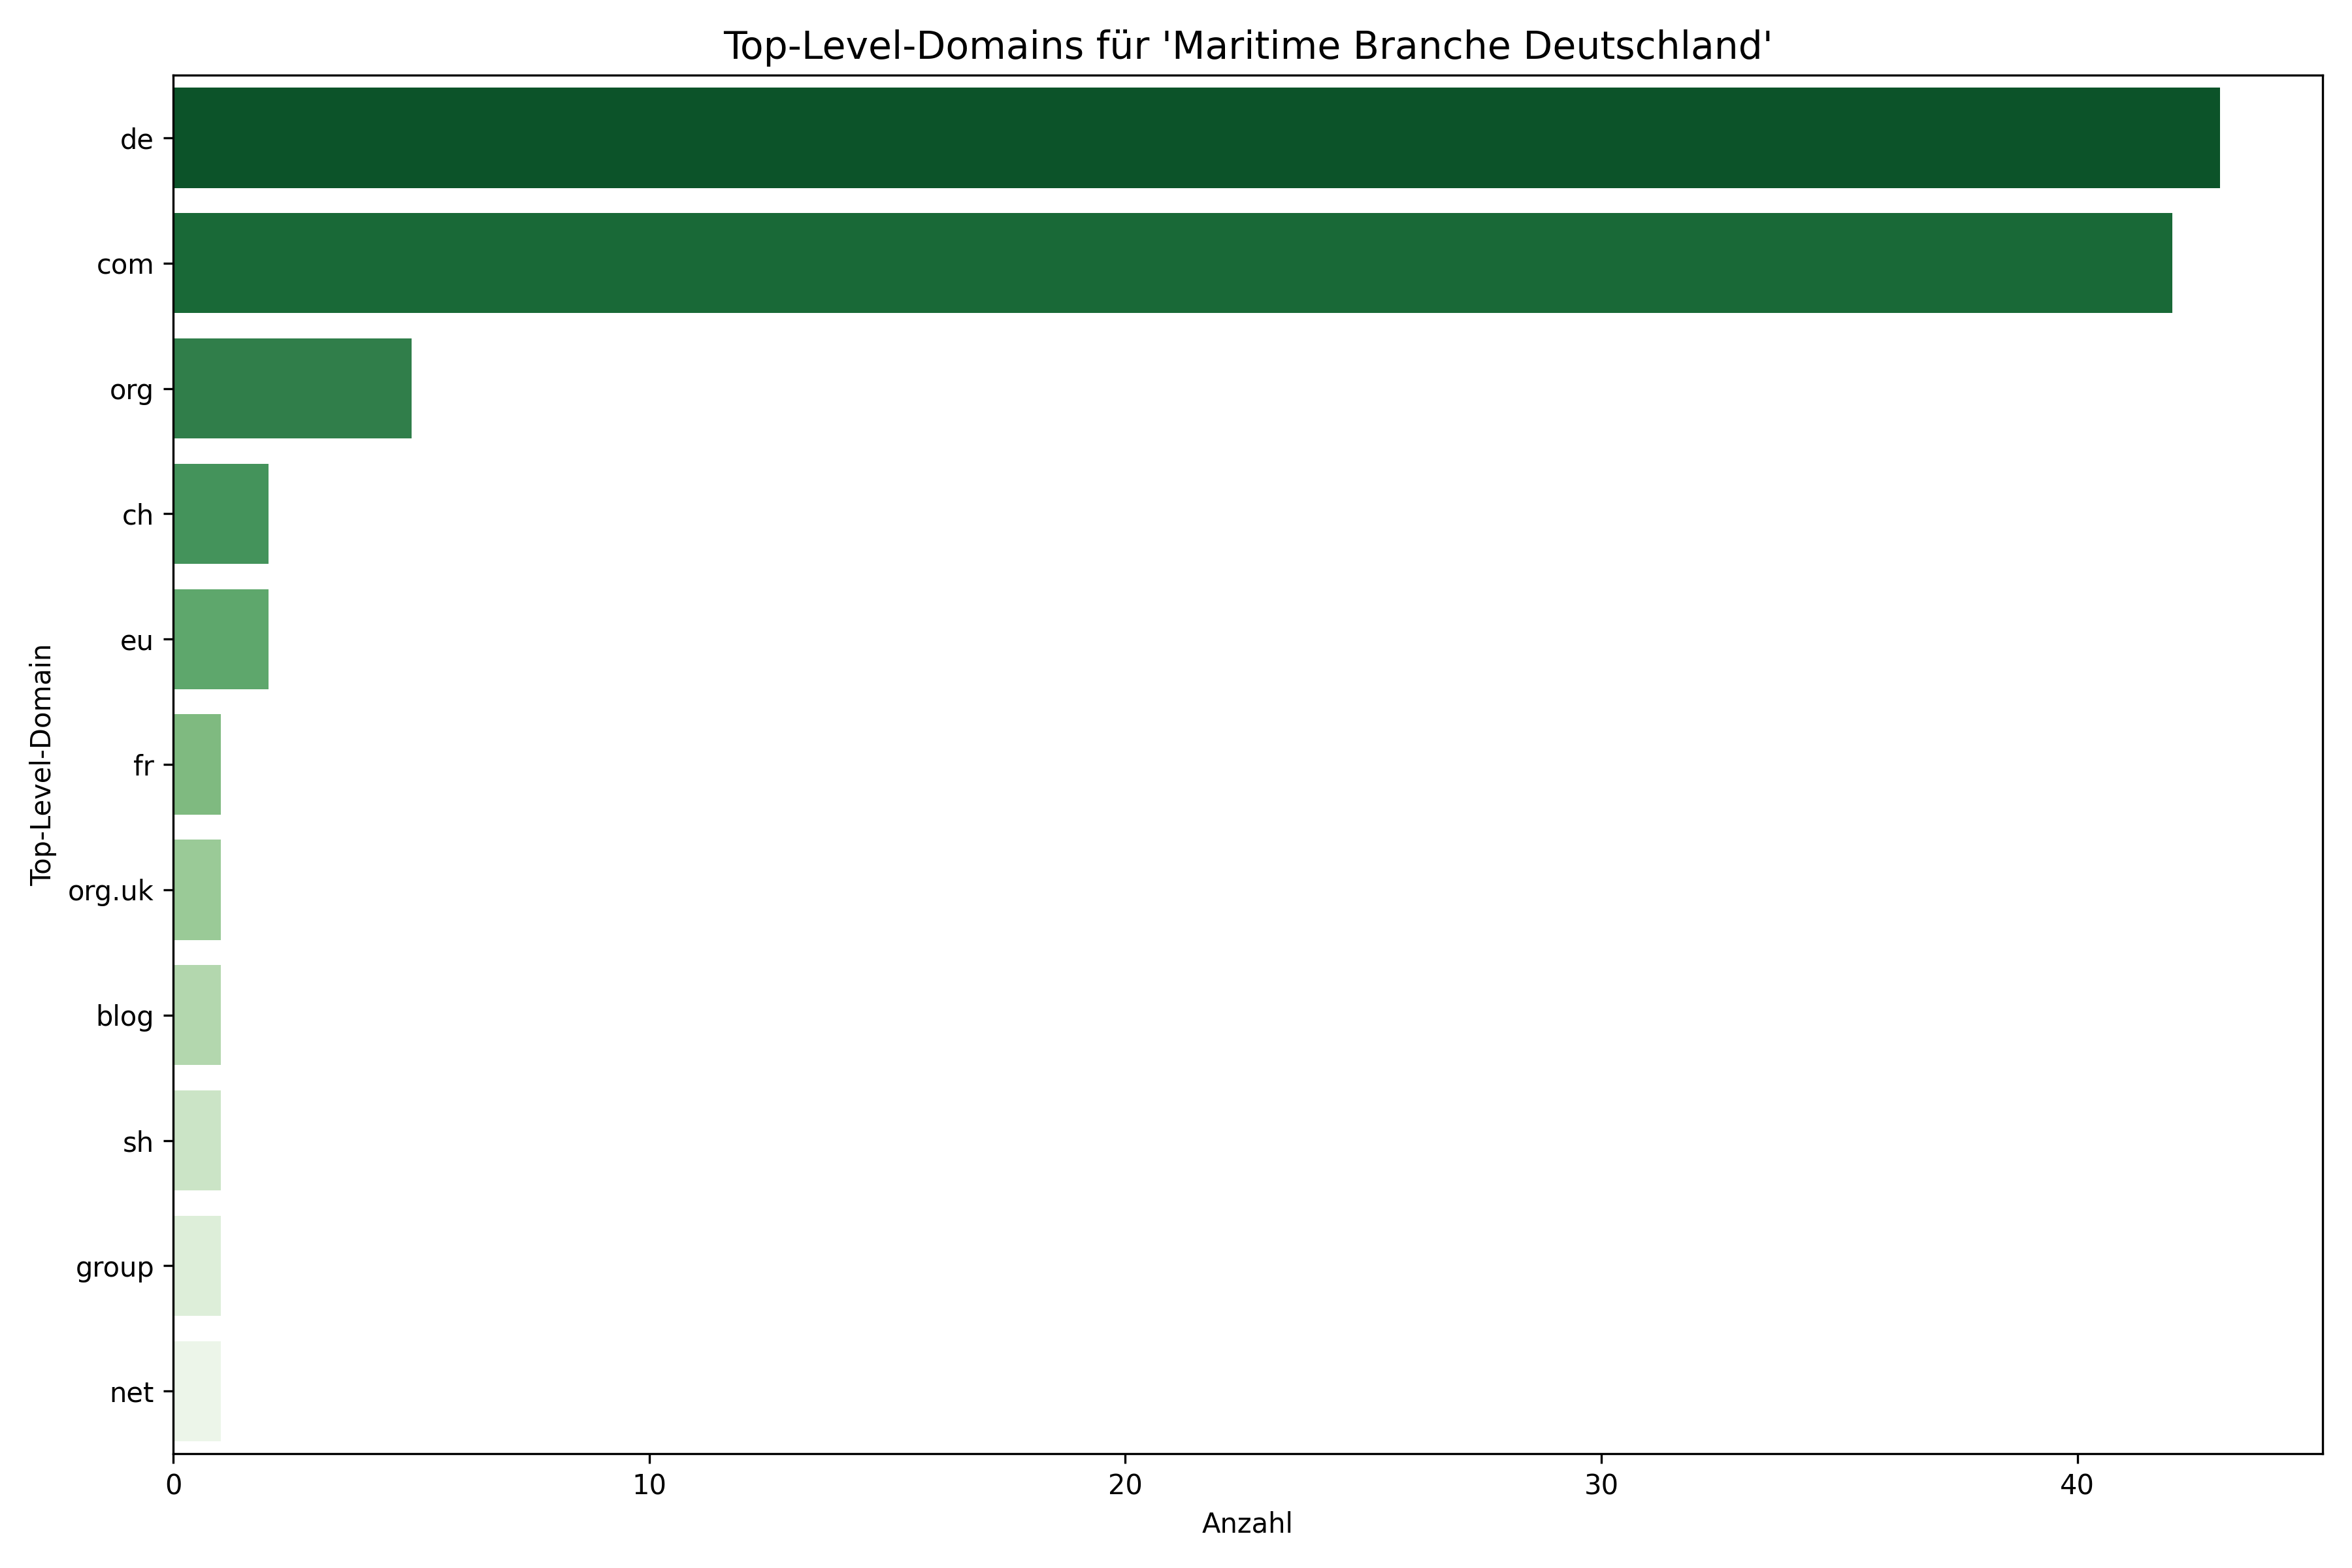 Top-Level-Domains für 'Maritime Branche Deutschland'
de
com
org
ch
eu
fr
org.uk
blog
sh
group
net
Top-Level-Domain
0 10 20 30 40
Anzahl